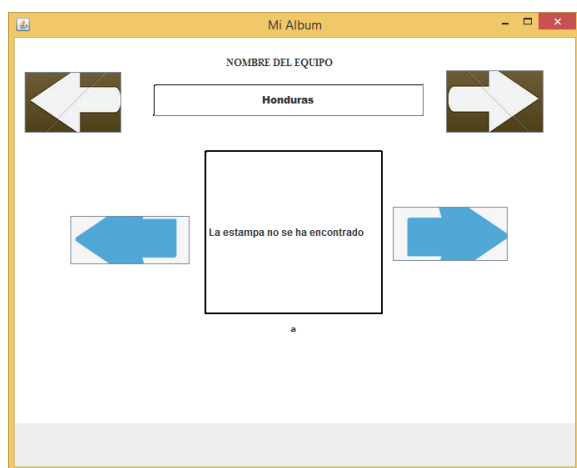 Mi Album
NOMBRE DEL EQUIPO
Honduras
La estampa no se ha encontrado
a